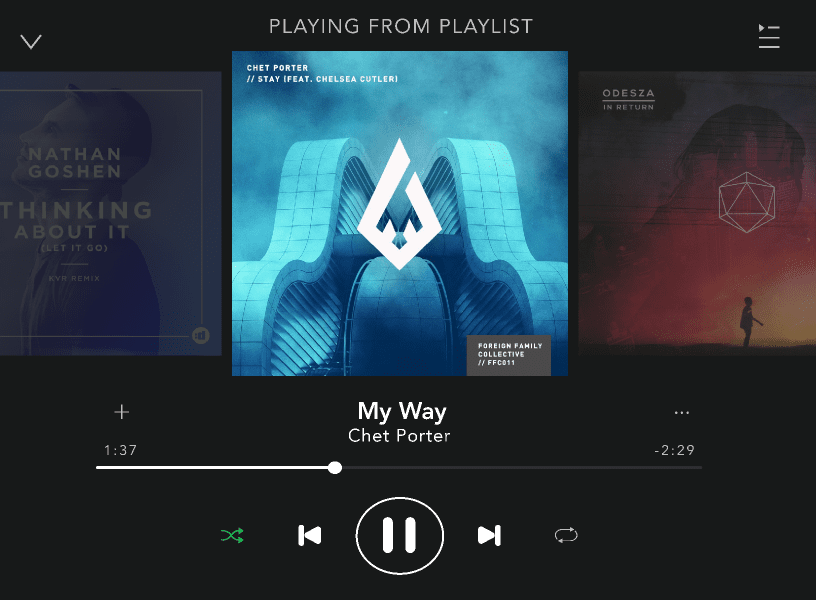 PLAYING FROM PLAYLIST
NATHAN
GOSHEN
THINKING
ABOUT IT
(LET IT GO)
KVR REMIX
CHET PORTER
// STAY (FEAT. CHELSEA CUTLER)
FOREIGN FAMILY
COLLECTIVE
// FFC011
ODESZA
IN RETURN
My Way
Chet Porter
1:37
-2:29